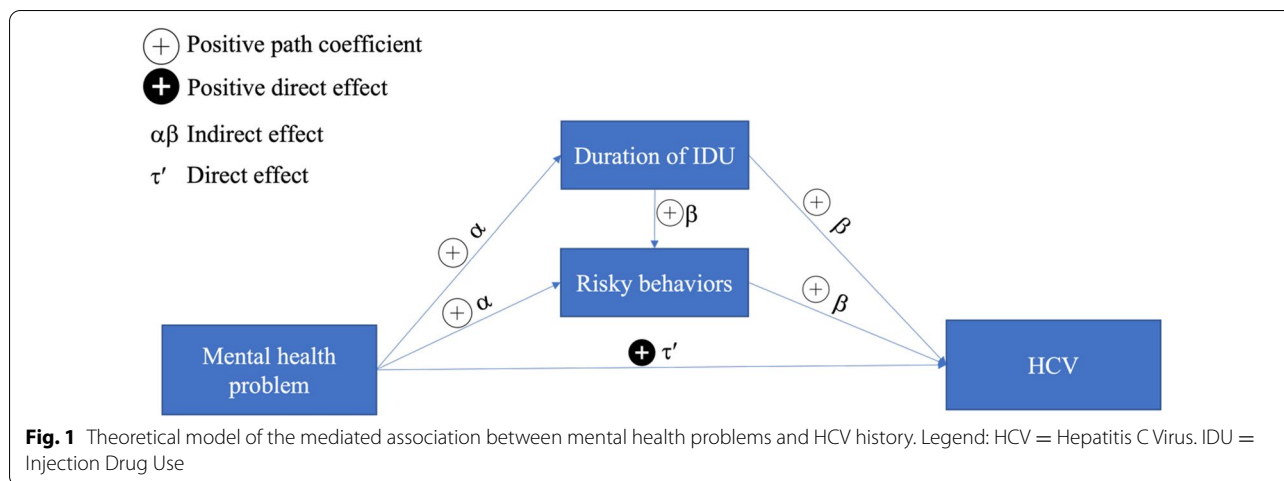 ⊕ Positive path coefficient
➕ Positive direct effect
αβ Indirect effect
τ′ Direct effect
Duration of IDU
+ β
+ α
+ β
Risky behaviors
+ α
+ β
Mental health
problem
+ τ′
HCV
Fig. 1 Theoretical model of the mediated association between mental health problems and HCV history. Legend: HCV = Hepatitis C Virus. IDU =
Injection Drug Use